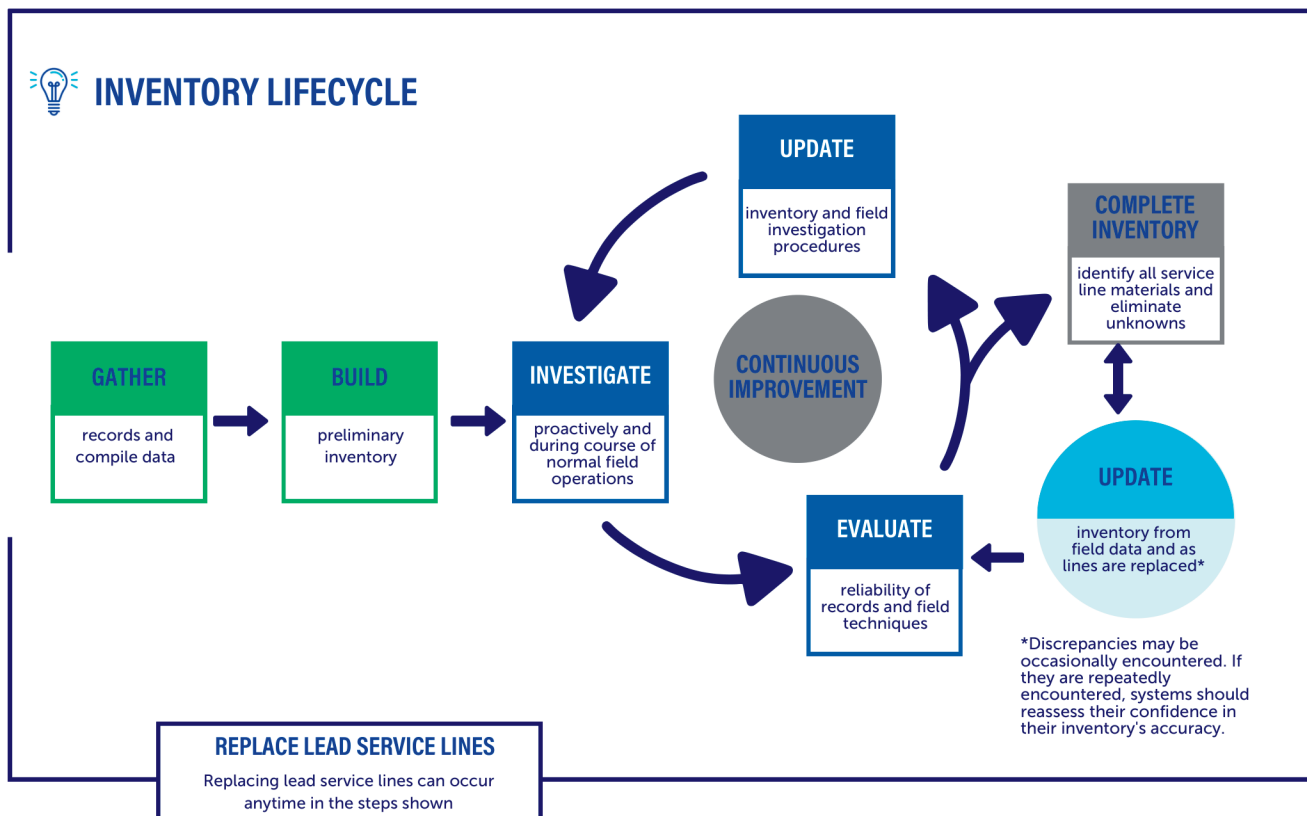 INVENTORY LIFECYCLE
GATHER
records and
compile data
BUILD
preliminary
inventory
INVESTIGATE
proactively and
during course of
normal field
operations
UPDATE
inventory and field
investigation
procedures
CONTINUOUS
IMPROVEMENT
EVALUATE
reliability of
records and field
techniques
COMPLETE
INVENTORY
identify all service
line materials and
eliminate
unknowns
UPDATE
inventory from
field data and as
lines are replaced*
*Discrepancies may be
occasionally encountered. If
they are repeatedly
encountered, systems should
reassess their confidence in
their inventory's accuracy.
REPLACE LEAD SERVICE LINES
Replacing lead service lines can occur
anytime in the steps shown